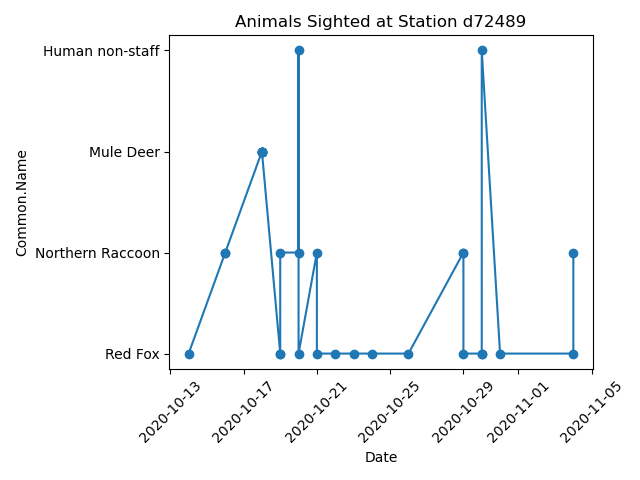 Animals Sighted at Station d72489
Human non-staff
Mule Deer
Northern Raccoon
Red Fox
Common.Name
2020-10-13
2020-10-17
2020-10-21
2020-10-25
2020-10-29
2020-11-01
2020-11-05
Date